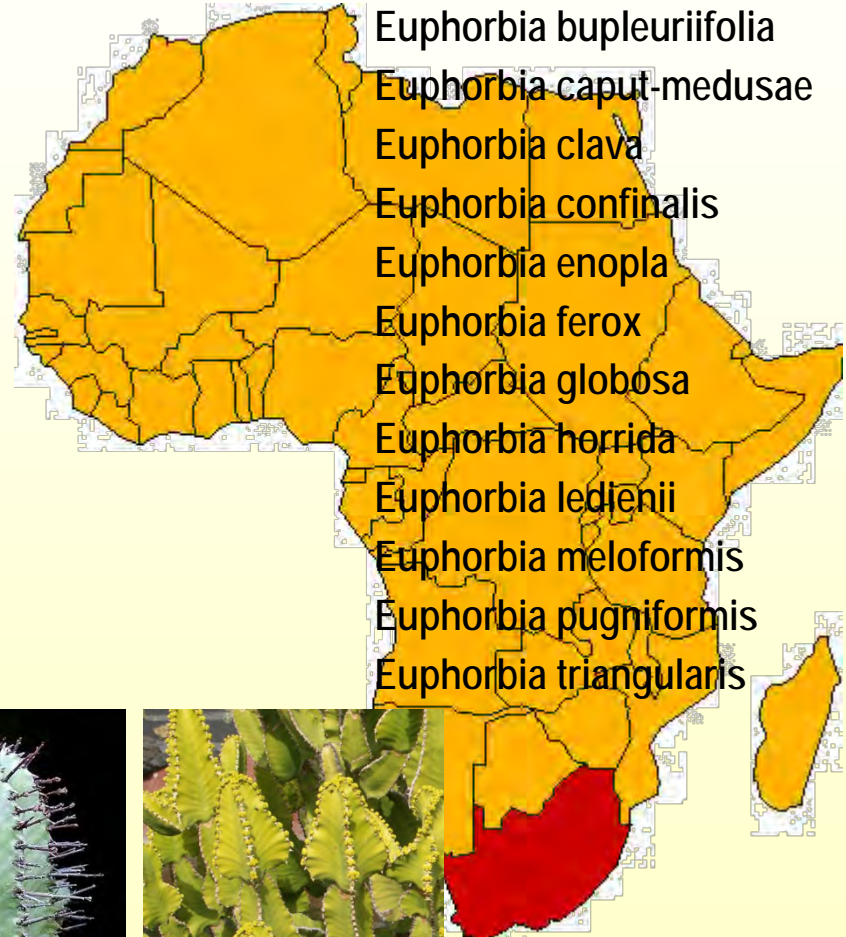 Euphorbia bupleuriifolia
Euphorbia caput-medusae
Euphorbia clava
Euphorbia confinalis
Euphorbia enopla
Euphorbia ferox
Euphorbia globosa
Euphorbia horrida
Euphorbia ledienii
Euphorbia meloformis
Euphorbia pugniformis
Euphorbia triangularis